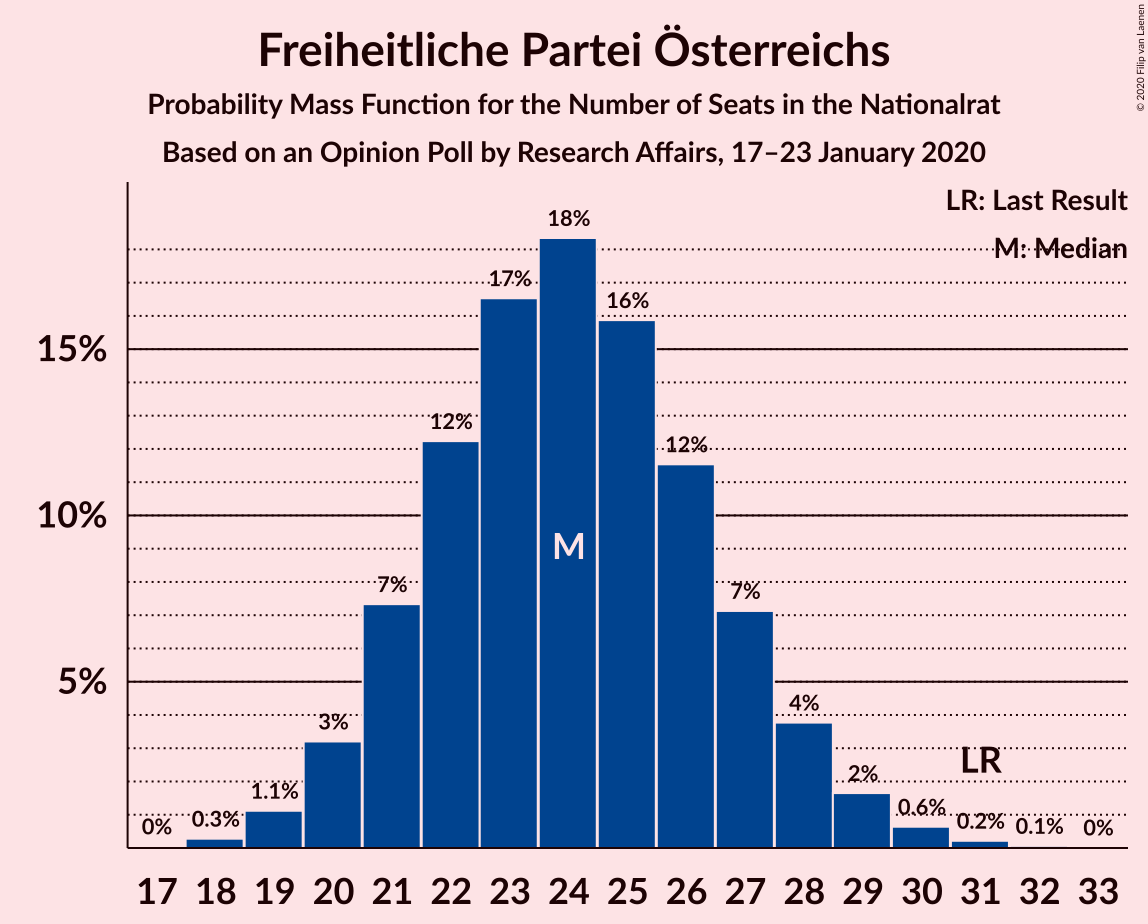 Freiheitliche Partei Österreichs
Probability Mass Function for the Number of Seats in the Nationalrat
Based on an Opinion Poll by Research Affairs, 17–23 January 2020
© 2020 Filip van Laenen
LR: Last Result
M: Median
15%
10%
5%
0%
0.3%
1.1%
3%
7%
12%
17%
18%
16%
12%
7%
4%
2%
0.6%
0.2%
0.1%
0%
M
LR
17 18 19 20 21 22 23 24 25 26 27 28 29 30 31 32 33